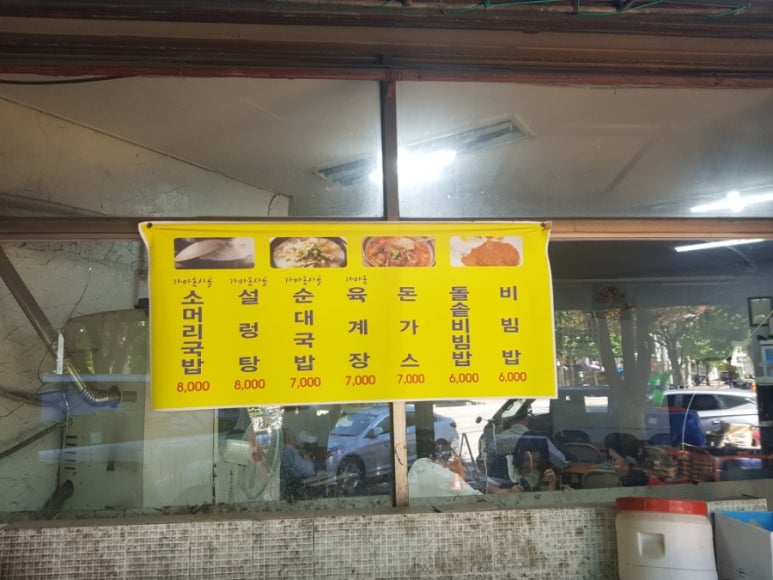 가마솥사골
소머리국밥
8,000
가마솥사골
설렁탕
8,000
가마솥사골
순대국밥
7,000
가마솥
육계장
7,000
돈가스
7,000
돌솥비빔밥
6,000
비빔밥
6,000